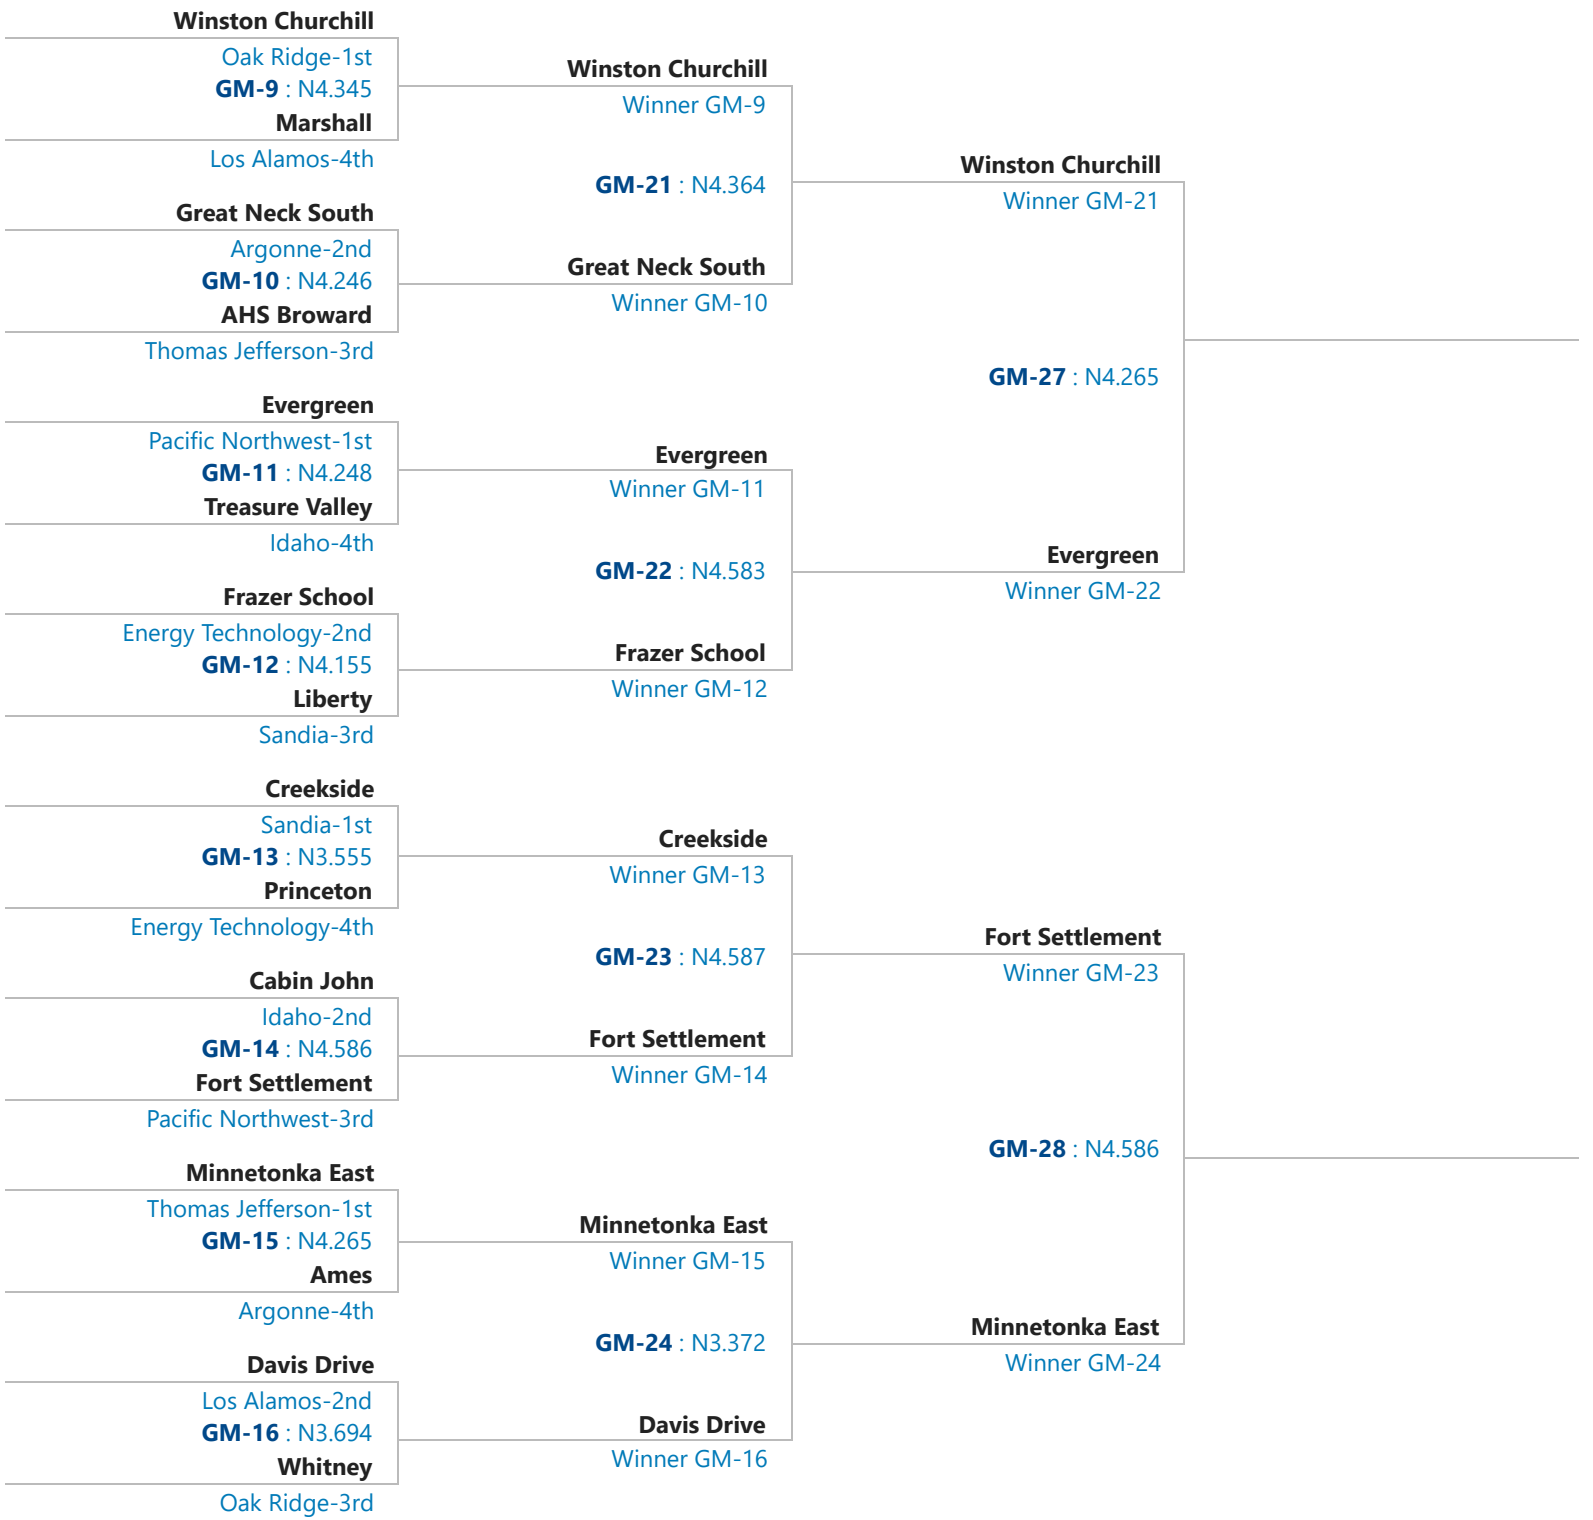 Winston Churchill
Oak Ridge-1st
GM-9 : N4.345
Marshall
Los Alamos-4th
Great Neck South
Argonne-2nd
GM-10 : N4.246
AHS Broward
Thomas Jefferson-3rd
Evergreen
Pacific Northwest-1st
GM-11 : N4.248
Treasure Valley
Idaho-4th
Frazer School
Energy Technology-2nd
GM-12 : N4.155
Liberty
Sandia-3rd
Creekside
Sandia-1st
GM-13 : N3.555
Princeton
Energy Technology-4th
Cabin John
Idaho-2nd
GM-14 : N4.586
Fort Settlement
Pacific Northwest-3rd
Minnetonka East
Thomas Jefferson-1st
GM-15 : N4.265
Ames
Argonne-4th
Davis Drive
Los Alamos-2nd
GM-16 : N3.694
Whitney
Oak Ridge-3rd
Winston Churchill
Winner GM-9
GM-21 : N4.364
Great Neck South
Winner GM-10
Evergreen
Winner GM-11
GM-22 : N4.583
Frazer School
Winner GM-12
Creekside
Winner GM-13
GM-23 : N4.587
Fort Settlement
Winner GM-14
Minnetonka East
Winner GM-15
GM-24 : N3.372
Davis Drive
Winner GM-16
Winston Churchill
Winner GM-21
GM-27 : N4.265
Evergreen
Winner GM-22
Fort Settlement
Winner GM-23
GM-28 : N4.586
Minnetonka East
Winner GM-24